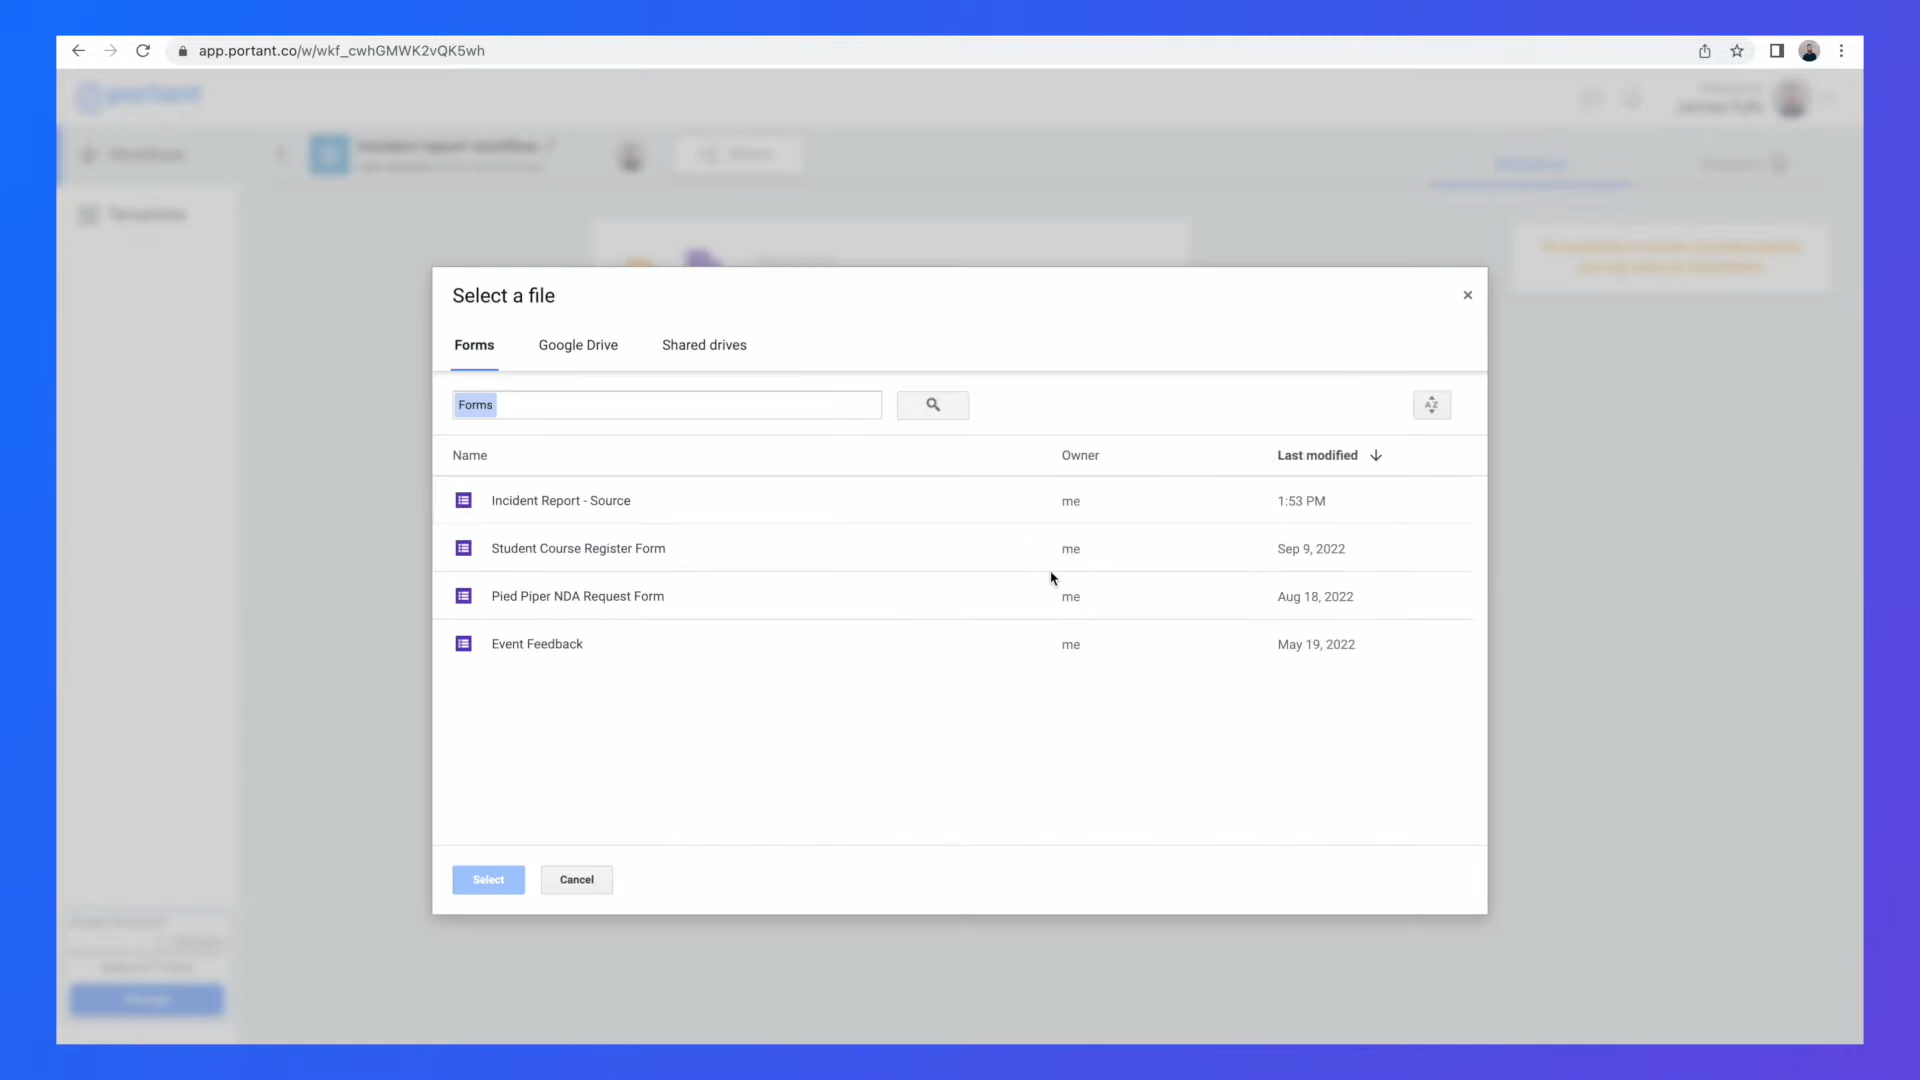 app.portant.co/w/wkf_cwhGMWK2vQK5wh
portant
Select a file
Forms
Google Drive
Shared drives
Forms
AZ
Name
Owner
Last modified
Incident Report - Source
me
1:53 PM
Student Course Register Form
me
Sep 9, 2022
Pied Piper NDA Request Form
me
Aug 18, 2022
Event Feedback
me
May 19, 2022
Select
Cancel